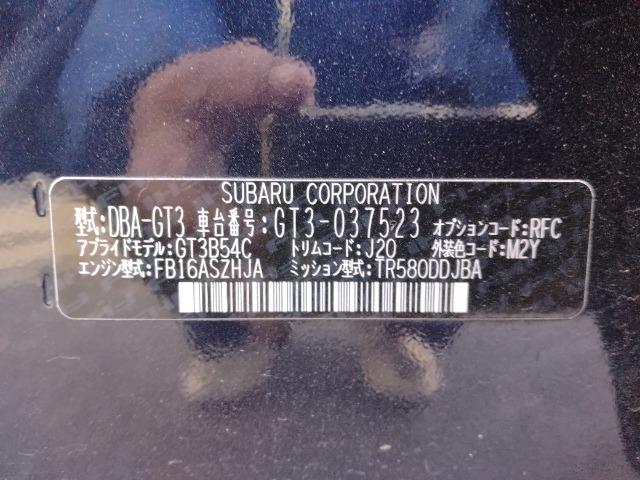 SUBARU CORPORATION
型式:DBA-GT3 車台番号:GT3-037523 オプションコード:RFC
アプライドモデル:GT3B54C トリムコード:J20 外装色コード:M2Y
エンジン型式:FB16ASZHJA ミッション型式:TR580DDJBA